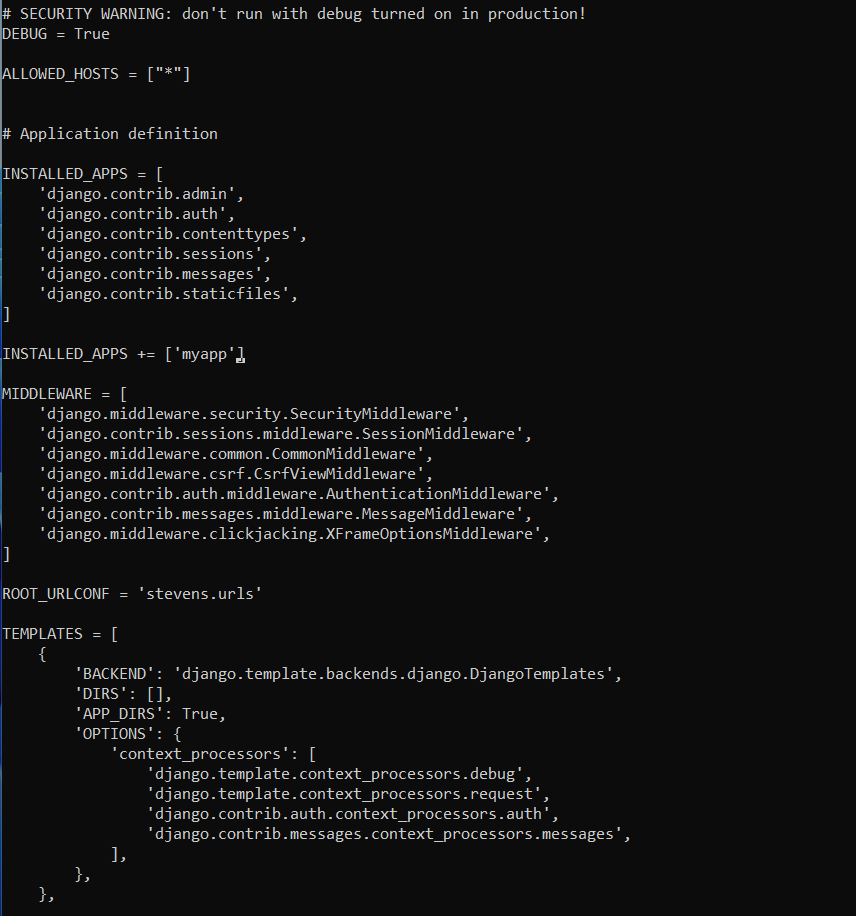 # SECURITY WARNING: don't run with debug turned on in production!
DEBUG = True
ALLOWED_HOSTS = ["*"]
# Application definition
INSTALLED_APPS = [
    'django.contrib.admin',
    'django.contrib.auth',
    'django.contrib.contenttypes',
    'django.contrib.sessions',
    'django.contrib.messages',
    'django.contrib.staticfiles',
]
INSTALLED_APPS += ['myapp']
MIDDLEWARE = [
    'django.middleware.security.SecurityMiddleware',
    'django.contrib.sessions.middleware.SessionMiddleware',
    'django.middleware.common.CommonMiddleware',
    'django.middleware.csrf.CsrfViewMiddleware',
    'django.contrib.auth.middleware.AuthenticationMiddleware',
    'django.contrib.messages.middleware.MessageMiddleware',
    'django.middleware.clickjacking.XFrameOptionsMiddleware',
]
ROOT_URLCONF = 'stevens.urls'
TEMPLATES = [
    {
        'BACKEND': 'django.template.backends.django.DjangoTemplates',
        'DIRS': [],
        'APP_DIRS': True,
        'OPTIONS': {
            'context_processors': [
                'django.template.context_processors.debug',
                'django.template.context_processors.request',
                'django.contrib.auth.context_processors.auth',
                'django.contrib.messages.context_processors.messages',
            ],
        },
    },